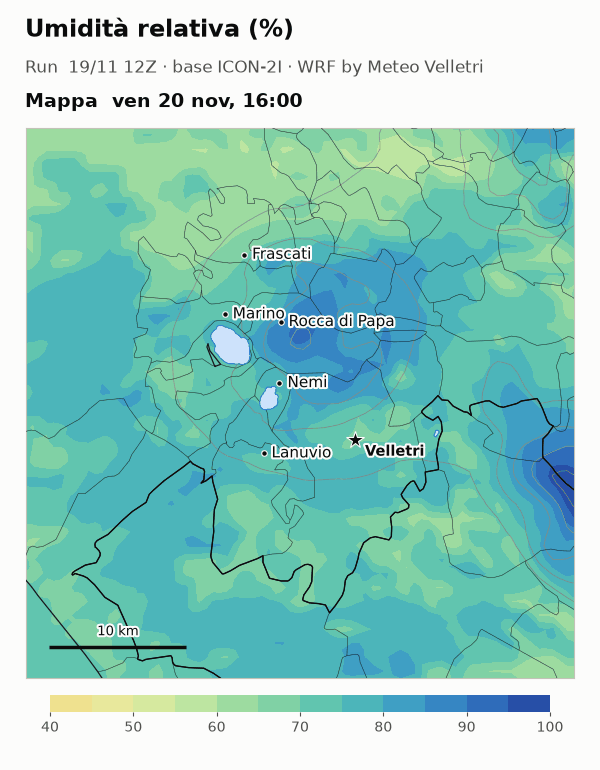 Umidità relativa (%)
Run  19/11 12Z · base ICON-2I · WRF by Meteo Velletri
Mappa  ven 20 nov, 16:00
Frascati
Marino
Rocca di Papa
Nemi
Velletri
Lanuvio
10 km
40 50 60 70 80 90 100